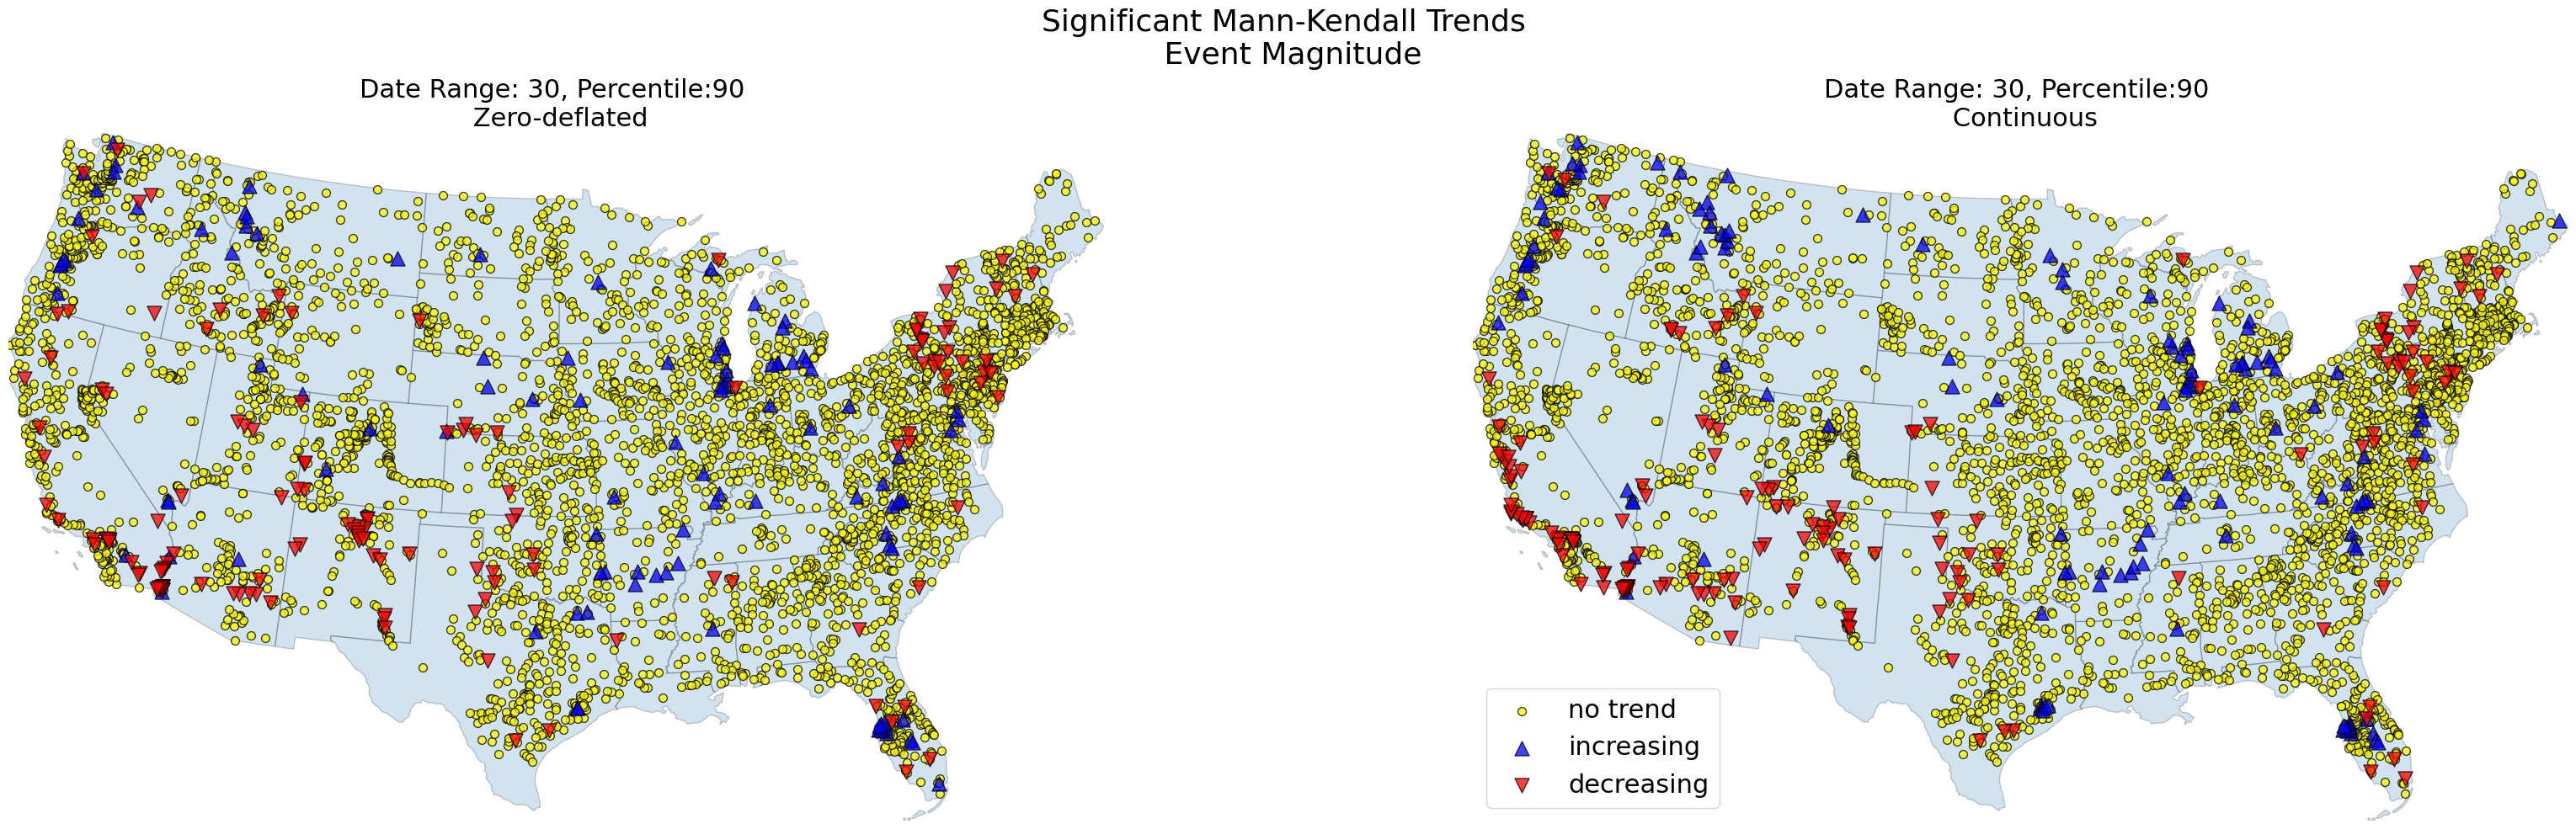 Significant Mann-Kendall Trends
Event Magnitude
Date Range: 30, Percentile:90
Zero-deflated
Date Range: 30, Percentile:90
Continuous
no trend
increasing
decreasing